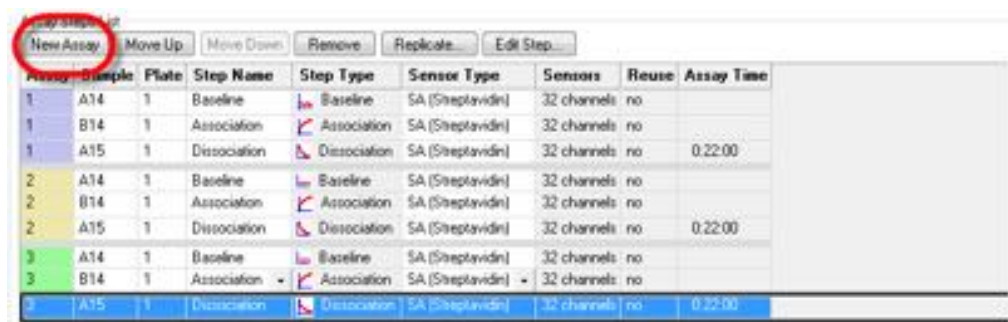 Assay Steps List
New Assay Move Up Move Down Remove Replicate... Edit Step...
Assay Sample Plate Step Name Step Type Sensor Type Sensors Reuse Assay Time
1 A14 1 Baseline Baseline SA (Streptavidin) 32 channels no
1 B14 1 Association Association SA (Streptavidin) 32 channels no
1 A15 1 Dissociation Dissociation SA (Streptavidin) 32 channels no 0:22:00
2 A14 1 Baseline Baseline SA (Streptavidin) 32 channels no
2 B14 1 Association Association SA (Streptavidin) 32 channels no
2 A15 1 Dissociation Dissociation SA (Streptavidin) 32 channels no 0:22:00
3 A14 1 Baseline Baseline SA (Streptavidin) 32 channels no
3 B14 1 Association Association SA (Streptavidin) 32 channels no
3 A15 1 Dissociation Dissociation SA (Streptavidin) 32 channels no 0:22:00